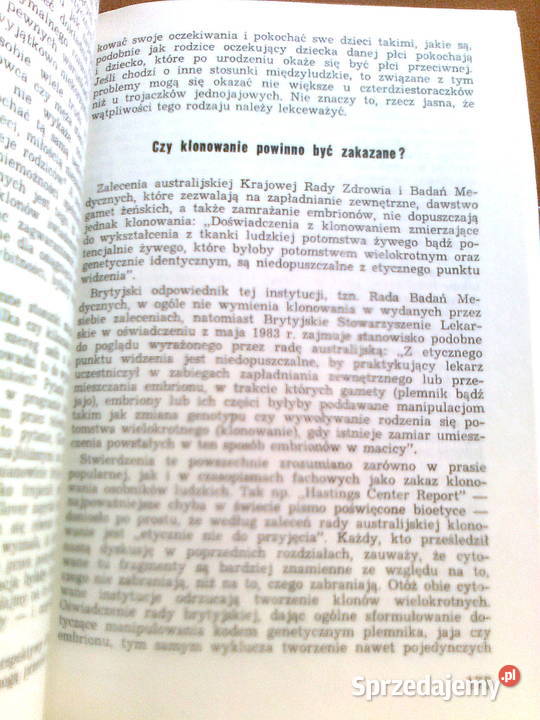 kować swoje oczekiwania i pokochać swe dzieci takimi, jakie są,
podobnie jak rodzice oczekujący dziecka danej płci pokochają
i dziecko, które po urodzeniu okaże się być płci przeciwnej.
Jeśli chodzi o inne stosunki międzyludzkie, to związane z tym
problemy mogą się okazać nie większe u czterdziestoraczków
niż u trojaczków jednojajowych. Nie znaczy to, rzecz jasna, że
wątpliwości tego rodzaju należy lekceważyć.
Czy klonowanie powinno być zakazane?
Zalecenia australijskiej Krajowej Rady Zdrowia i Badań Me-
dycznych, które zezwalają na zapładnianie zewnętrzne, dawstwo
gamet żeńskich, a także zamrażanie embrionów, nie dopuszczają
jednak klonowania: „Doświadczenia z klonowaniem zmierzające
do wykształcenia z tkanki ludzkiej potomstwa żywego bądź po-
tencjalnie żywego, które byłoby potomstwem wielokrotnym oraz
genetycznie identycznym, są niedopuszczalne z etycznego punktu
widzenia”.
Brytyjski odpowiednik tej instytucji, tzn. Rada Badań Me-
dycznych, w ogóle nie wymienia klonowania w wydanych przez
siebie zaleceniach, natomiast Brytyjskie Stowarzyszenie Lekar-
skie w oświadczeniu z maja 1983 r. zajmuje stanowisko podobne
do poglądu wyrażonego przez radę australijską: „Z etycznego
punktu widzenia jest niedopuszczalne, by praktykujący lekarz
uczestniczył w zabiegach zapładniania zewnętrznego lub prze-
mieszczania embrionu, w trakcie których gamety (plemnik bądź
jajo), embriony lub ich części byłyby poddawane manipulacjom
takim jak zmiana genotypu czy wywoływanie rodzenia się po-
tomstwa wielokrotnego (klonowanie), gdy istnieje zamiar umiesz-
czenia powstałych w ten sposób embrionów w macicy”.
Stwierdzenia te powszechnie zrozumiano zarówno w prasie
popularnej, jak i w czasopismach fachowych jako zakaz klono-
wania osobników ludzkich. Tak np. „Hastings Center Report” —
najpoważniejsze chyba w świecie pismo poświęcone bioetyce —
doniosło po prostu, że według zaleceń rady australijskiej klono-
wanie jest „etycznie nie do przyjęcia”. Każdy, kto prześledził
naszą dyskusję w poprzednich rozdziałach, zauważy, że cyto-
wane tu fragmenty są bardziej znamienne ze względu na to,
czego nie zabraniają, niż na to, czego zabraniają. Otóż obie cyto-
wane instytucje odrzucają tworzenie klonów wielokrotnych.
Oświadczenie rady brytyjskiej, dając ogólne sformułowanie do-
tyczące manipulowania kodem genetycznym plemnika, jaja czy
embrionu, tym samym wyklucza tworzenie nawet pojedynczych
Sprzedajemy.pl